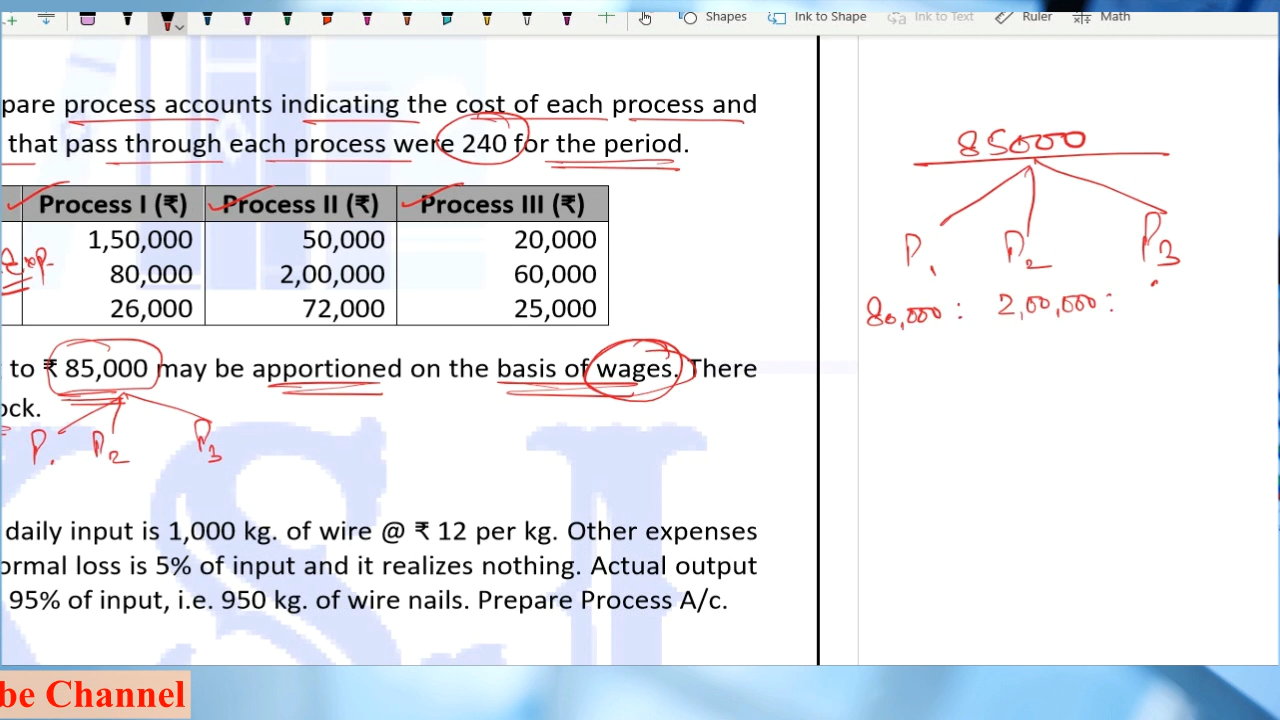 Shapes Ink to Shape Ink to Text Ruler Math
pare process accounts indicating the cost of each process and
that pass through each process were 240 for the period.
Process I (₹) Process II (₹) Process III (₹)
1,50,000 50,000 20,000
exp.
80,000 2,00,000 60,000
26,000 72,000 25,000
to ₹ 85,000 may be apportioned on the basis of wages. There
ock.
P1 P2 P3
daily input is 1,000 kg. of wire @ ₹ 12 per kg. Other expenses
ormal loss is 5% of input and it realizes nothing. Actual output
95% of input, i.e. 950 kg. of wire nails. Prepare Process A/c.
85000
P1 P2 P3
80,000 : 2,00,000 :
be Channel